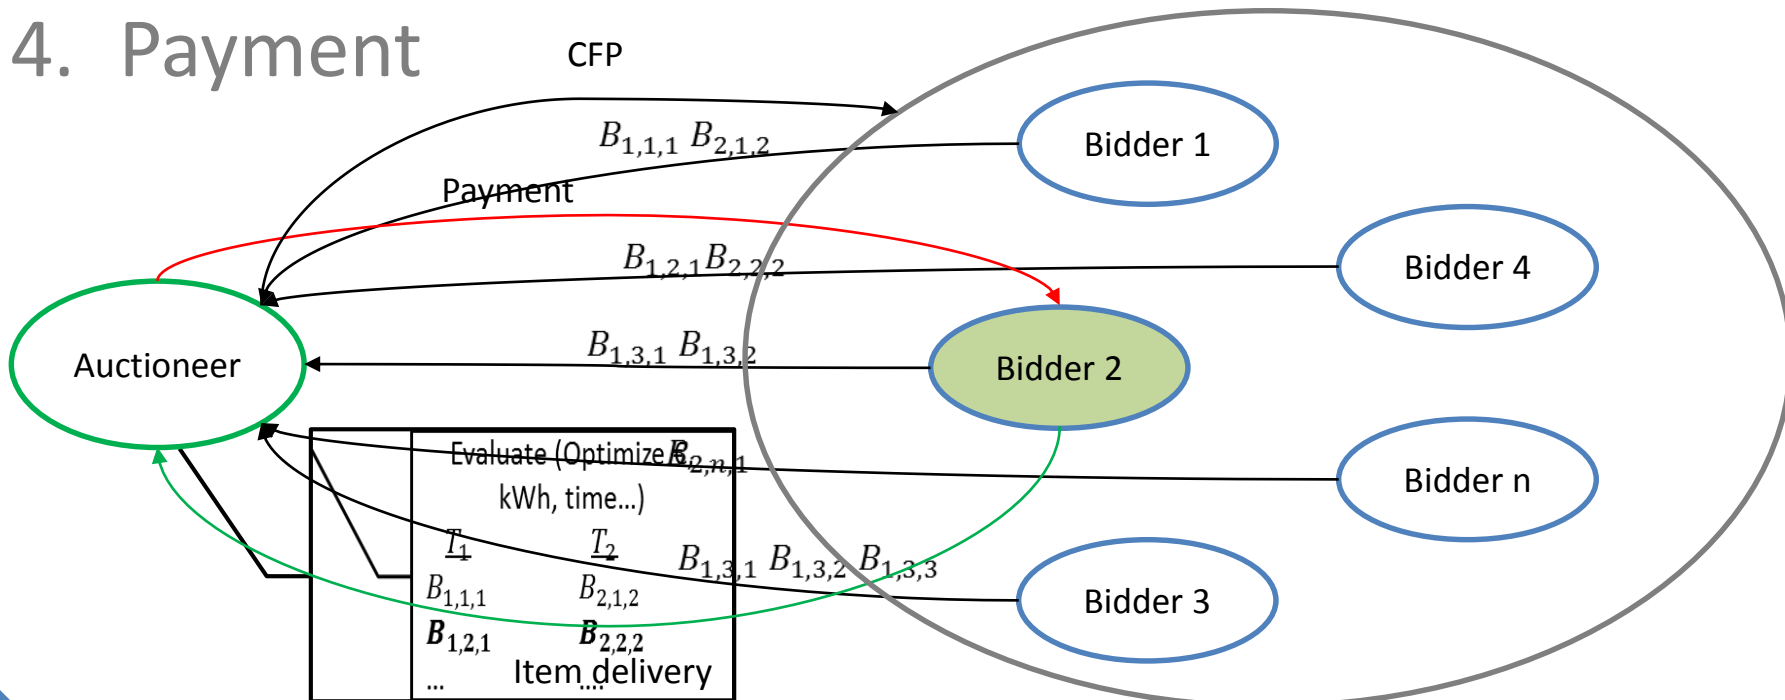 4. Payment
CFP
B1,1,1 B2,1,2
Bidder 1
Payment
B1,2,1 B2,2,2
Bidder 4
B1,3,1 B1,3,2
Auctioneer
Bidder 2
Evaluate (Optimize €,
B2,n,1
kWh, time…)
Bidder n
T1 T2
B1,3,1 B1,3,2 B1,3,3
B1,1,1 B2,1,2
Bidder 3
B1,2,1 B2,2,2
Item delivery
... ....